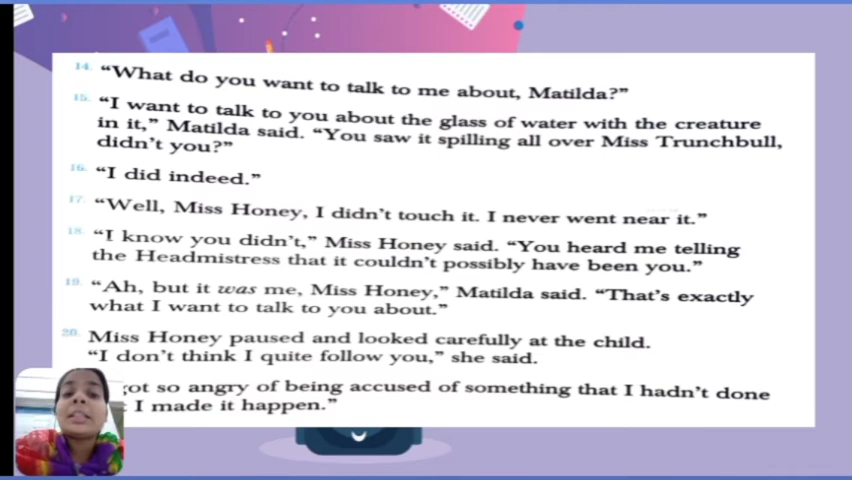 14. “What do you want to talk to me about, Matilda?”
15. “I want to talk to you about the glass of water with the creature
in it,” Matilda said. “You saw it spilling all over Miss Trunchbull,
didn’t you?”
16. “I did indeed.”
17. “Well, Miss Honey, I didn’t touch it. I never went near it.”
18. “I know you didn’t,” Miss Honey said. “You heard me telling
the Headmistress that it couldn’t possibly have been you.”
19. “Ah, but it was me, Miss Honey,” Matilda said. “That’s exactly
what I want to talk to you about.”
20. Miss Honey paused and looked carefully at the child.
“I don’t think I quite follow you,” she said.
got so angry of being accused of something that I hadn’t done
I made it happen.”